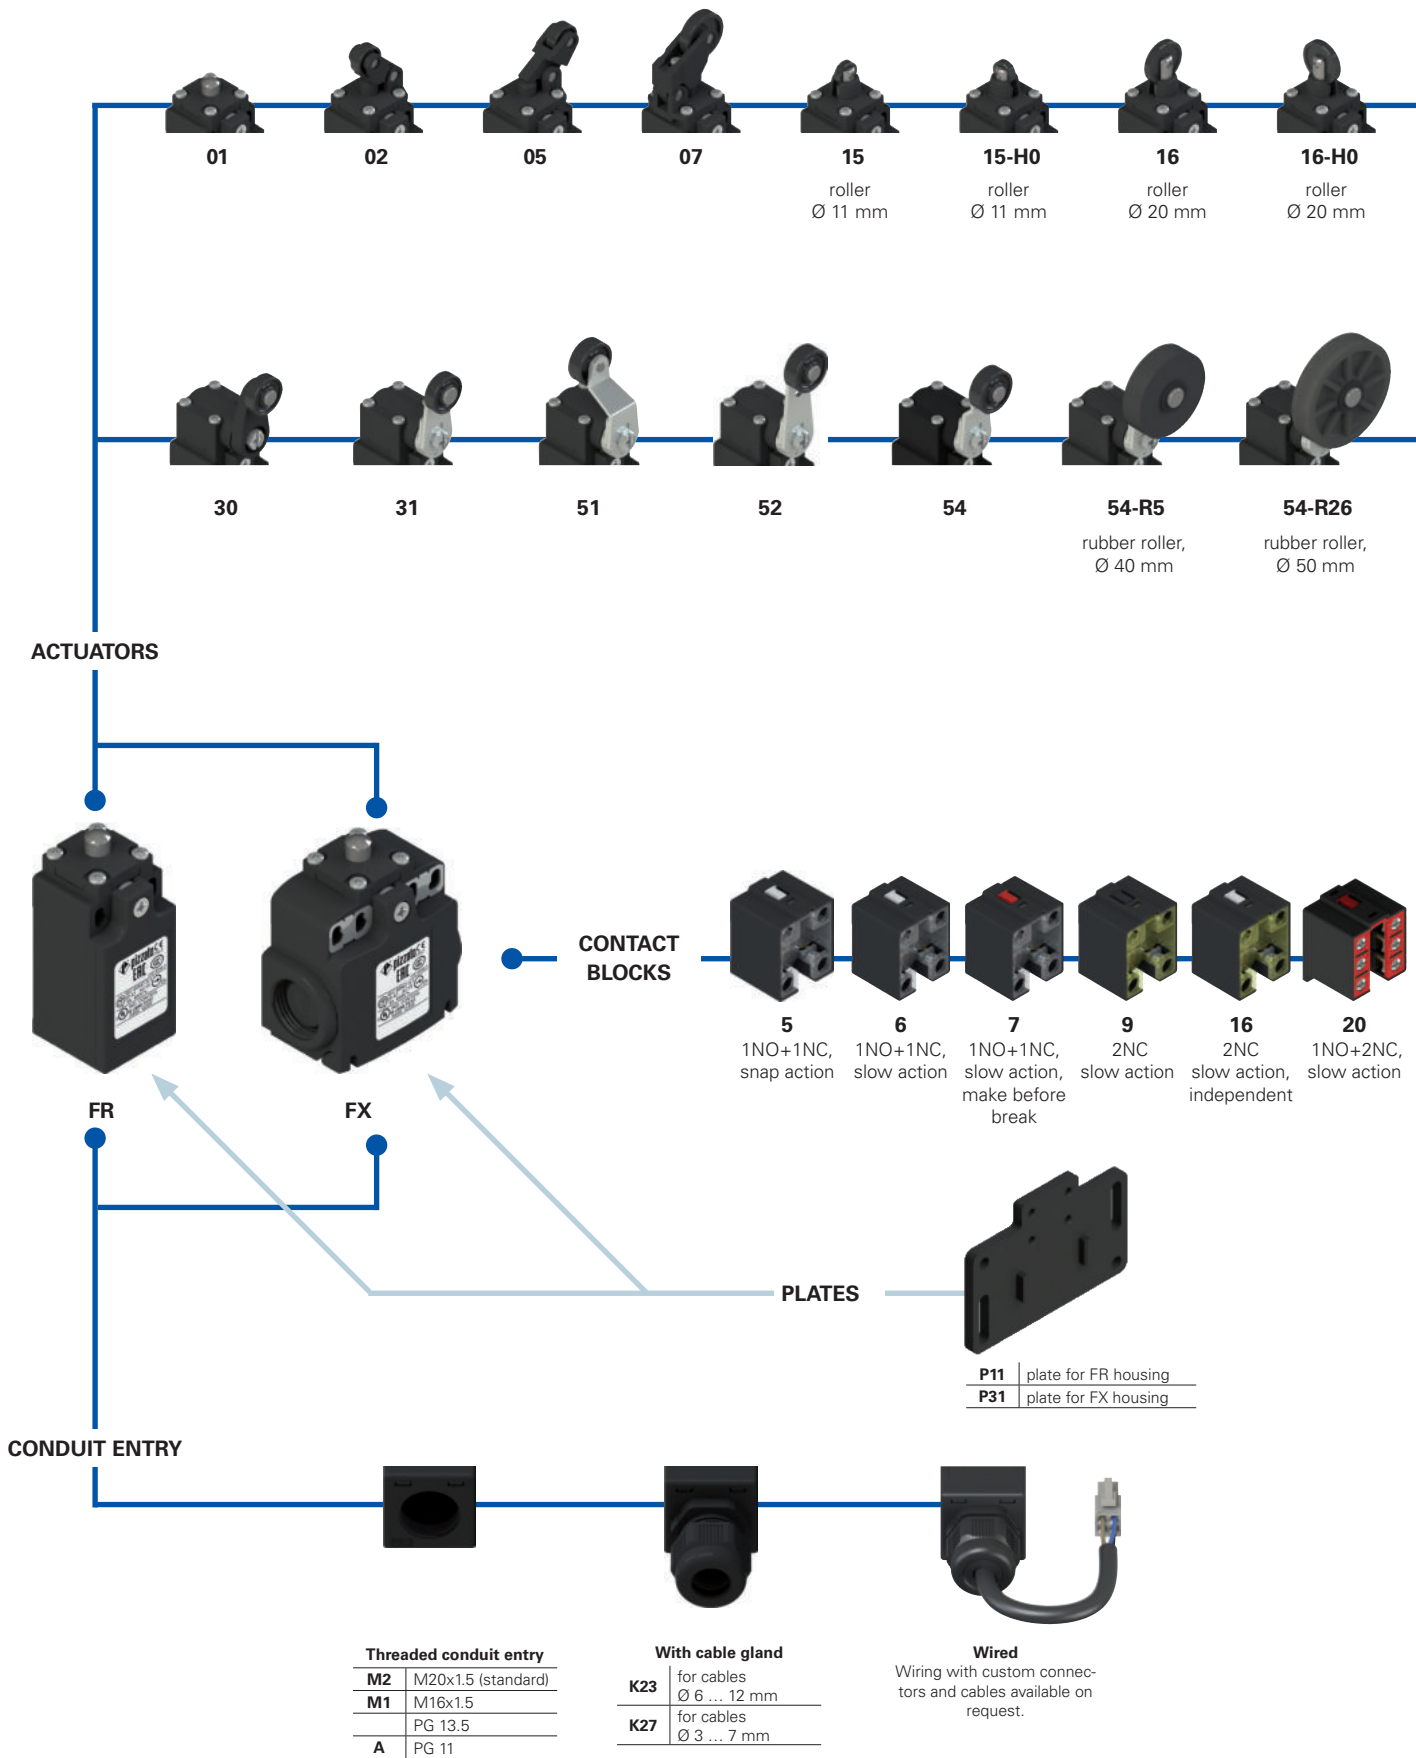 01
02
05
07
15
15-H0
16
16-H0
roller
Ø 11 mm
roller
Ø 11 mm
roller
Ø 20 mm
roller
Ø 20 mm
30
31
51
52
54
54-R5
54-R26
rubber roller,
Ø 40 mm
rubber roller,
Ø 50 mm
ACTUATORS
pizzato
EAC
pizzato
EAC
FR
FX
CONTACT
BLOCKS
5
1NO+1NC,
snap action
6
1NO+1NC,
slow action
7
1NO+1NC,
slow action,
make before
break
9
2NC
slow action
16
2NC
slow action,
independent
20
1NO+2NC,
slow action
PLATES
P11 plate for FR housing
P31 plate for FX housing
CONDUIT ENTRY
Threaded conduit entry
M2 M20x1.5 (standard)
M1 M16x1.5
PG 13.5
A PG 11
With cable gland
K23 for cables
Ø 6 … 12 mm
K27 for cables
Ø 3 … 7 mm
Wired
Wiring with custom connec-
tors and cables available on
request.